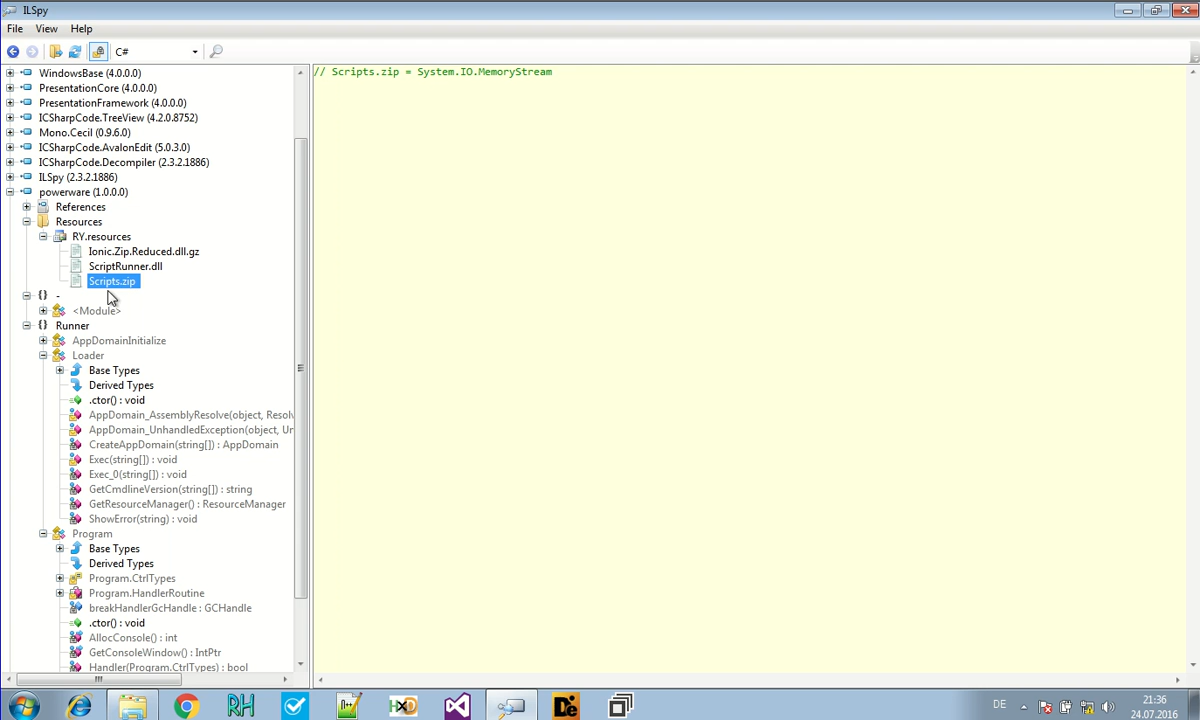 ILSpy
File View Help
C#
WindowsBase (4.0.0.0)
PresentationCore (4.0.0.0)
PresentationFramework (4.0.0.0)
ICSharpCode.TreeView (4.2.0.8752)
Mono.Cecil (0.9.6.0)
ICSharpCode.AvalonEdit (5.0.3.0)
ICSharpCode.Decompiler (2.3.2.1886)
ILSpy (2.3.2.1886)
powerware (1.0.0.0)
References
Resources
RY.resources
Ionic.Zip.Reduced.dll.gz
ScriptRunner.dll
Scripts.zip
{} -
<Module>
{} Runner
AppDomainInitialize
Loader
Base Types
Derived Types
.ctor() : void
AppDomain_AssemblyResolve(object, Resolv
AppDomain_UnhandledException(object, Un
CreateAppDomain(string[]) : AppDomain
Exec(string[]) : void
Exec_0(string[]) : void
GetCmdlineVersion(string[]) : string
GetResourceManager() : ResourceManager
ShowError(string) : void
Program
Base Types
Derived Types
Program.CtrlTypes
Program.HandlerRoutine
breakHandlerGcHandle : GCHandle
.ctor() : void
AllocConsole() : int
GetConsoleWindow() : IntPtr
Handler(Program.CtrlTypes) : bool
// Scripts.zip = System.IO.MemoryStream
RH
HXD
De
DE
21:36
24.07.2016